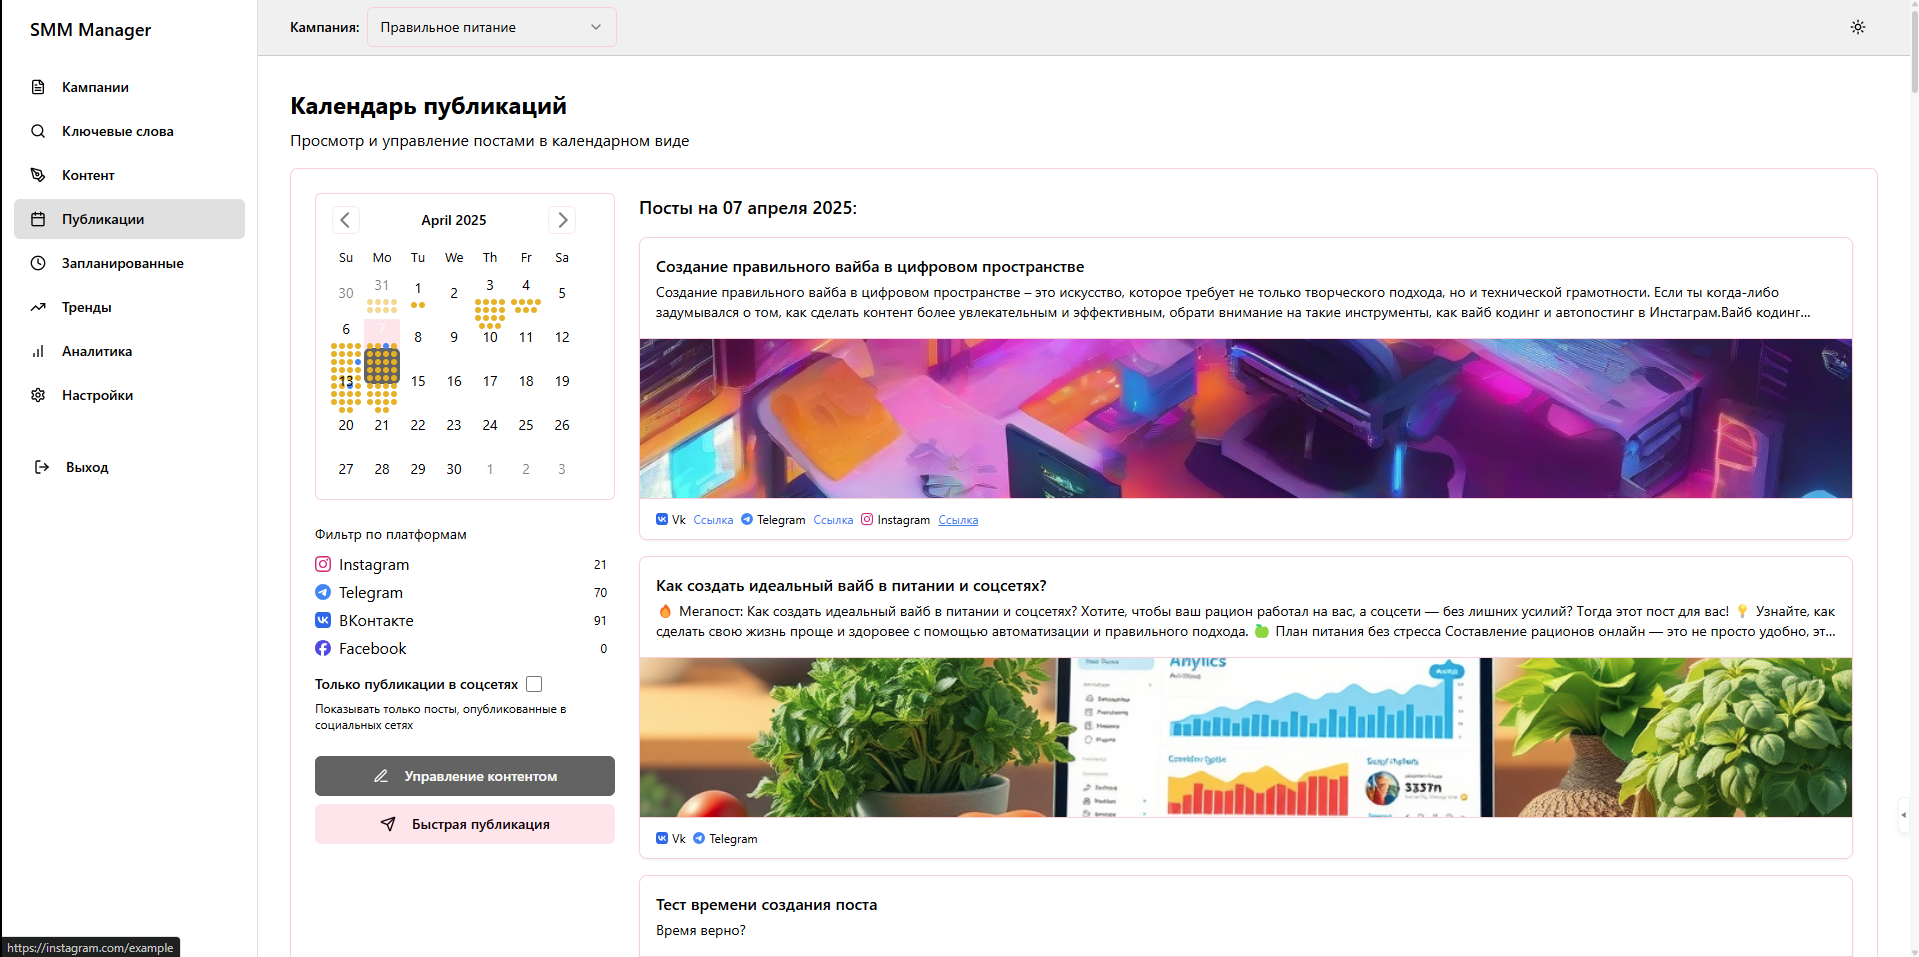 SMM Manager
Кампании
Ключевые слова
Контент
Публикации
Запланированные
Тренды
Аналитика
Настройки
Выход
Кампания:
Правильное питание
Календарь публикаций
Просмотр и управление постами в календарном виде
April 2025
Su Mo Tu We Th Fr Sa
30 31 1 2 3 4 5
6 7 8 9 10 11 12
13 15 16 17 18 19
20 21 22 23 24 25 26
27 28 29 30 1 2 3
Фильтр по платформам
Instagram 21
Telegram 70
ВКонтакте 91
Facebook 0
Только публикации в соцсетях
Показывать только посты, опубликованные в
социальных сетях
Управление контентом
Быстрая публикация
Посты на 07 апреля 2025:
Создание правильного вайба в цифровом пространстве
Создание правильного вайба в цифровом пространстве – это искусство, которое требует не только творческого подхода, но и технической грамотности. Если ты когда-либо
задумывался о том, как сделать контент более увлекательным и эффективным, обрати внимание на такие инструменты, как вайб кодинг и автопостинг в Инстаграм.Вайб кодинг...
Vk Ссылка Telegram Ссылка Instagram Ссылка
Как создать идеальный вайб в питании и соцсетях?
🔥 Мегапост: Как создать идеальный вайб в питании и соцсетях? Хотите, чтобы ваш рацион работал на вас, а соцсети — без лишних усилий? Тогда этот пост для вас! 💡 Узнайте, как
сделать свою жизнь проще и здоровее с помощью автоматизации и правильного подхода. 🍏 План питания без стресса Составление рационов онлайн — это не просто удобно, эт...
Vk Telegram
Тест времени создания поста
Время верно?
https://instagram.com/example